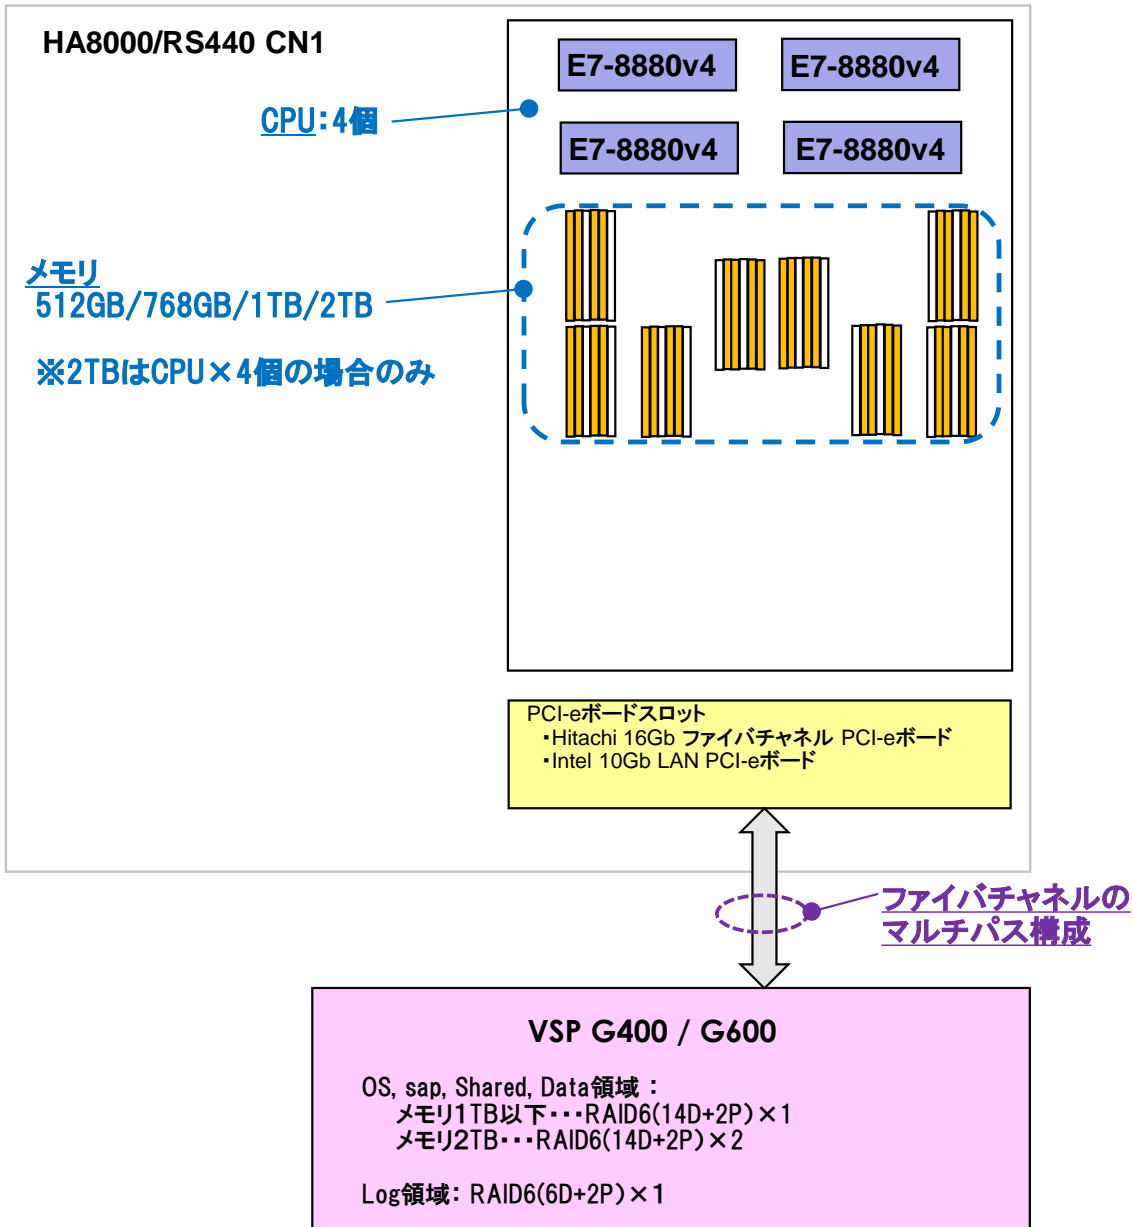 HA8000/RS440 CN1
E7-8880v4
E7-8880v4
CPU：4個
E7-8880v4
E7-8880v4
メモリ
512GB/768GB/1TB/2TB
※2TBはCPU×4個の場合のみ
PCI-eボードスロット
・Hitachi 16Gb ファイバチャネル PCI-eボード
・Intel 10Gb LAN PCI-eボード
ファイバチャネルの
マルチパス構成
VSP G400 / G600
OS, sap, Shared, Data領域：
メモリ1TB以下・・・RAID6(14D+2P)×1
メモリ2TB・・・RAID6(14D+2P)×2
Log領域： RAID6(6D+2P)×1